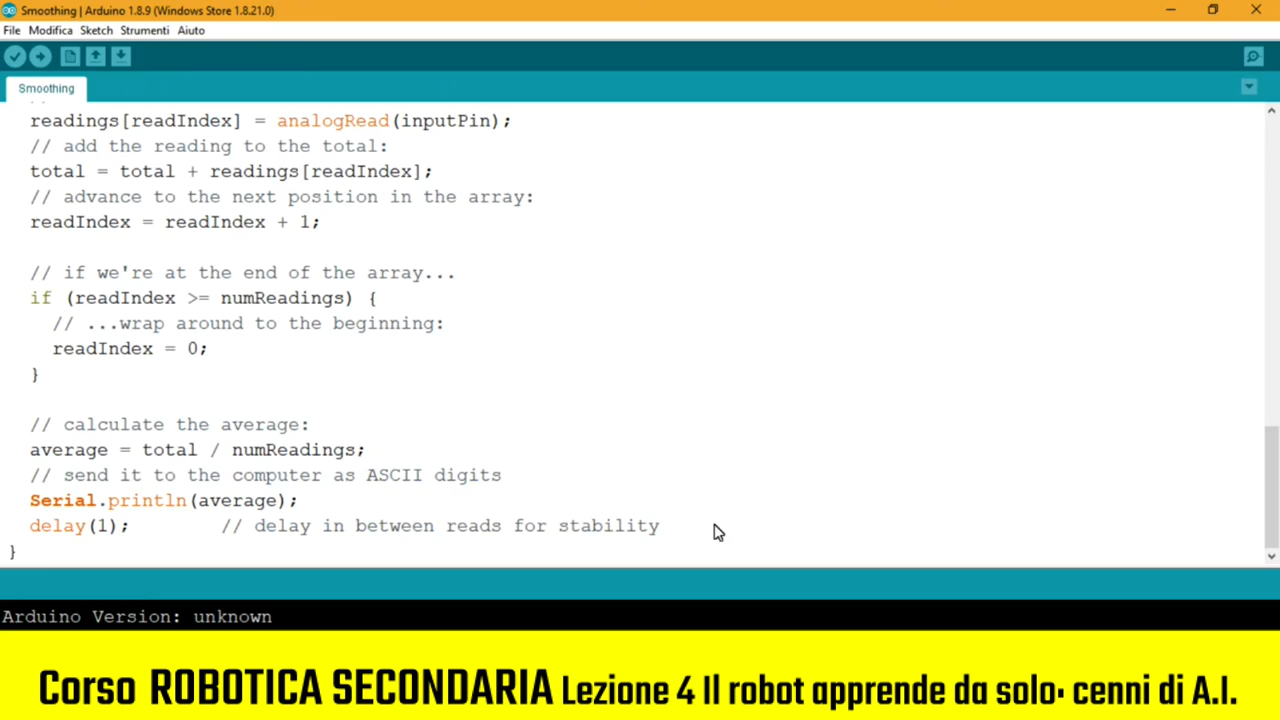 Smoothing | Arduino 1.8.9 (Windows Store 1.8.21.0)
File Modifica Sketch Strumenti Aiuto
Smoothing
readings[readIndex] = analogRead(inputPin);
// add the reading to the total:
total = total + readings[readIndex];
// advance to the next position in the array:
readIndex = readIndex + 1;
// if we're at the end of the array...
if (readIndex >= numReadings) {
// ...wrap around to the beginning:
readIndex = 0;
}
// calculate the average:
average = total / numReadings;
// send it to the computer as ASCII digits
Serial.println(average);
delay(1); // delay in between reads for stability
}
Arduino Version: unknown
Corso ROBOTICA SECONDARIA Lezione 4 Il robot apprende da solo: cenni di A.I.